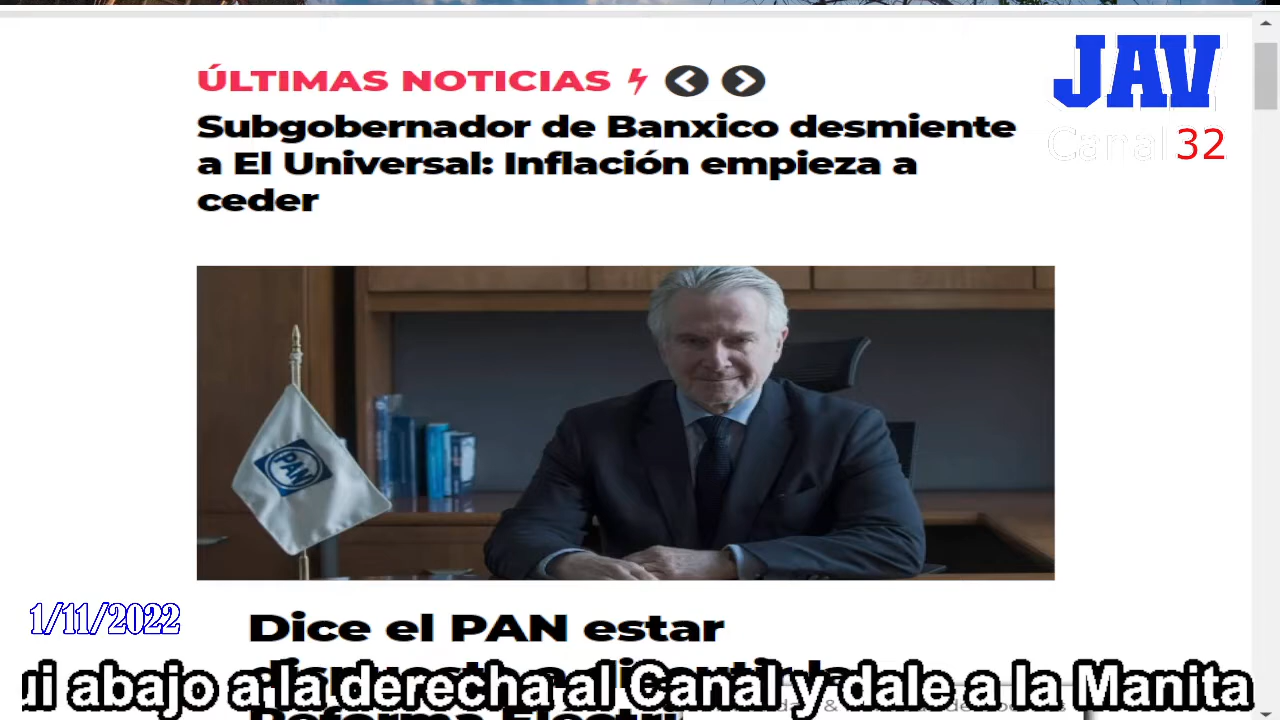 ÚLTIMAS NOTICIAS
JAV
Canal 32
Subgobernador de Banxico desmiente
a El Universal: Inflación empieza a
ceder
PAN
1/11/2022
Dice el PAN estar
ui abajo a la derecha al Canal y dale a la Manita